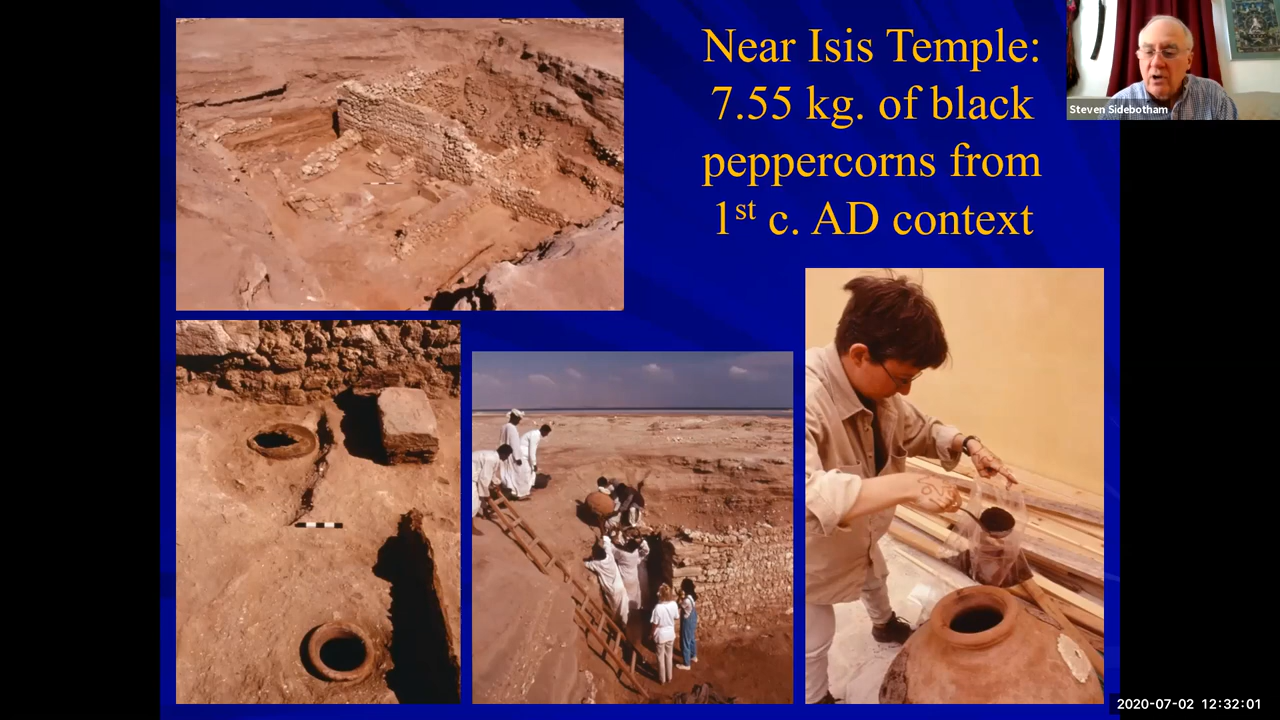 Near Isis Temple:
7.55 kg. of black
peppercorns from
1st c. AD context
Steven Sidebotham
2020-07-02 12:32:01